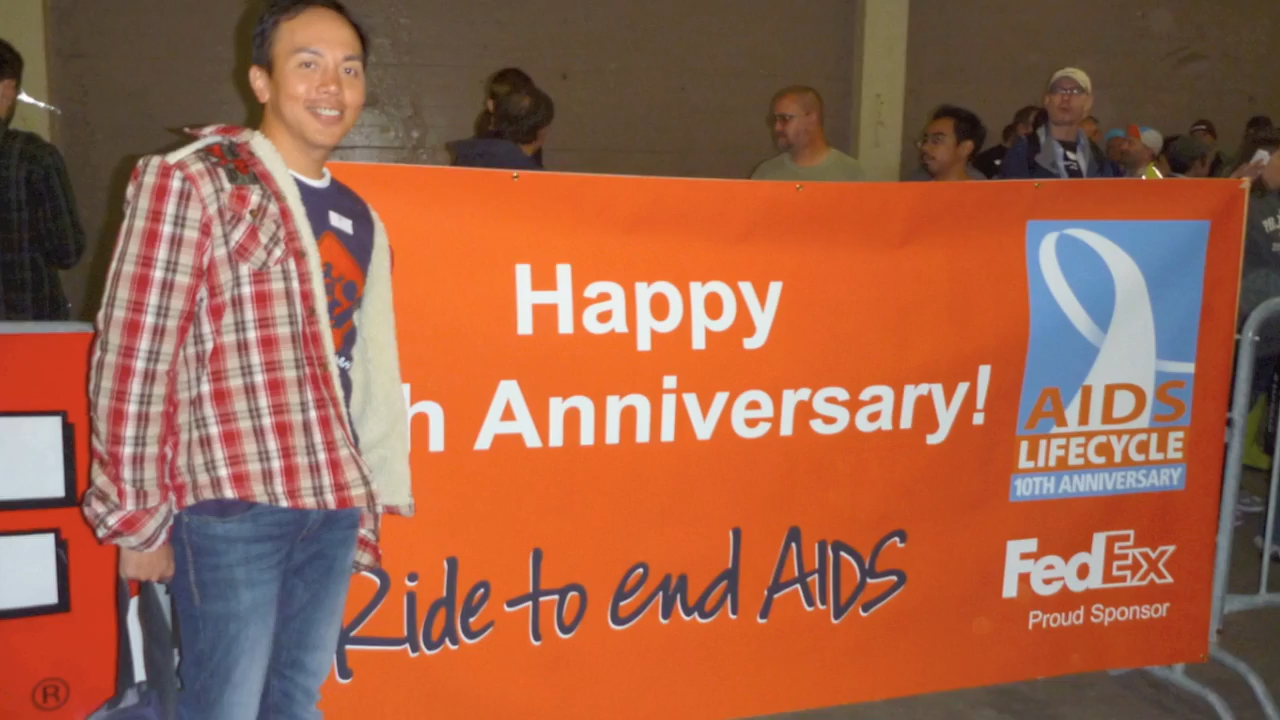 Happy
h Anniversary!
Ride to end AIDS
AIDS
LIFECYCLE
10TH ANNIVERSARY
FedEx
Proud Sponsor
®